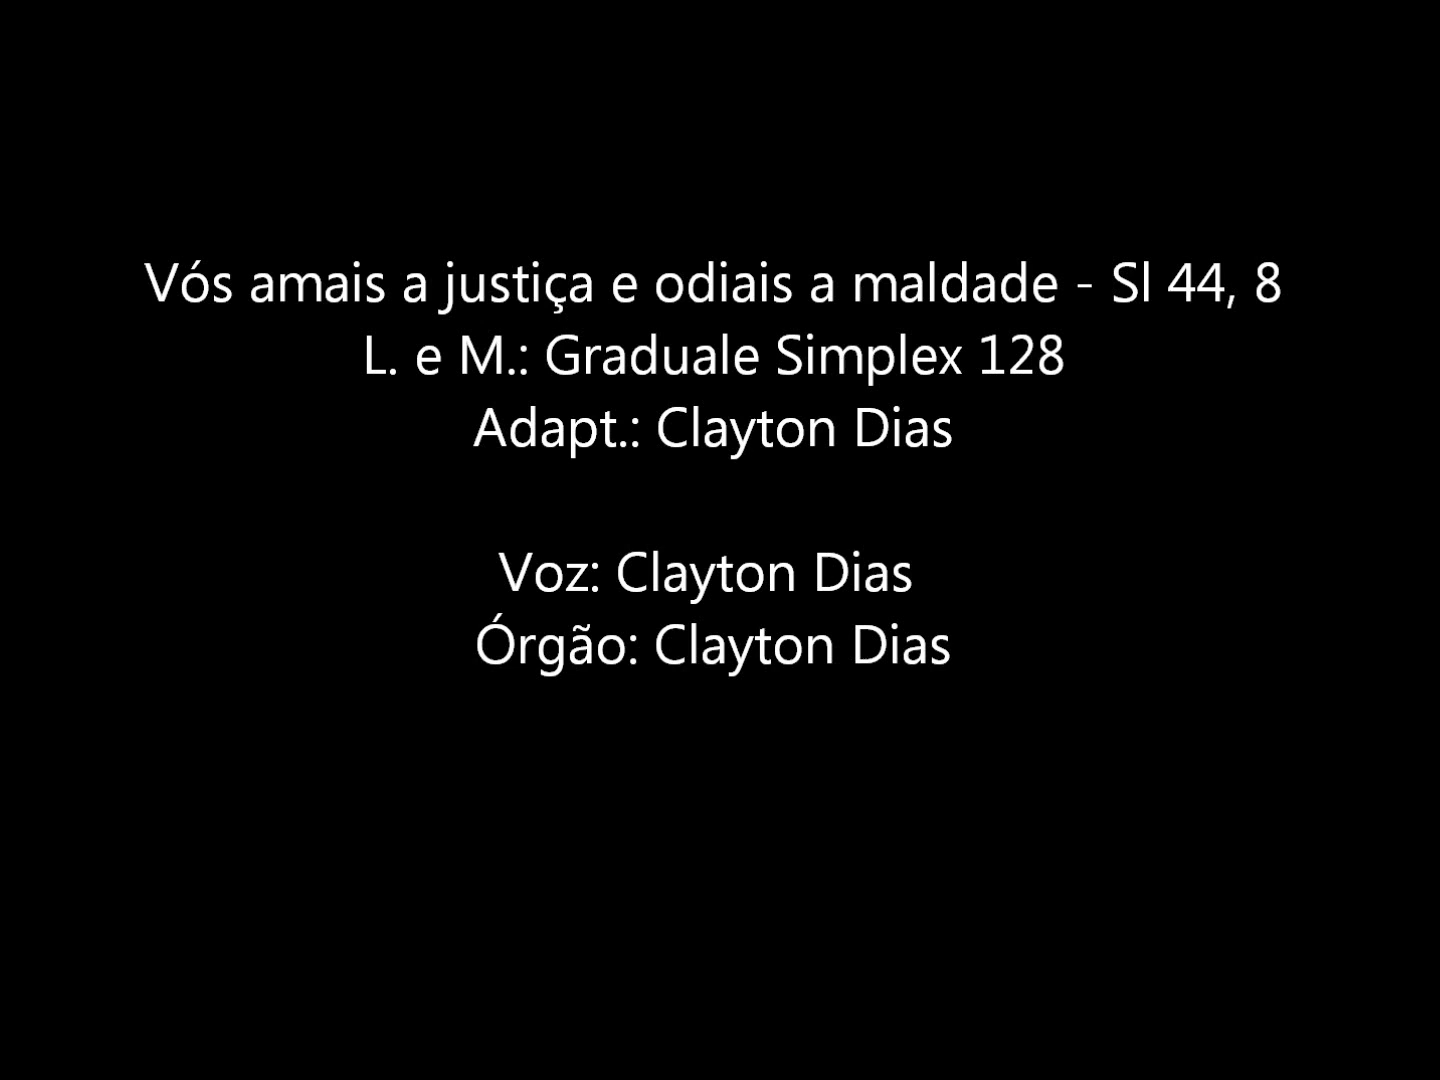 Vós amais a justiça e odiais a maldade - Sl 44, 8
L. e M.: Graduale Simplex 128
Adapt.: Clayton Dias
Voz: Clayton Dias
Órgão: Clayton Dias